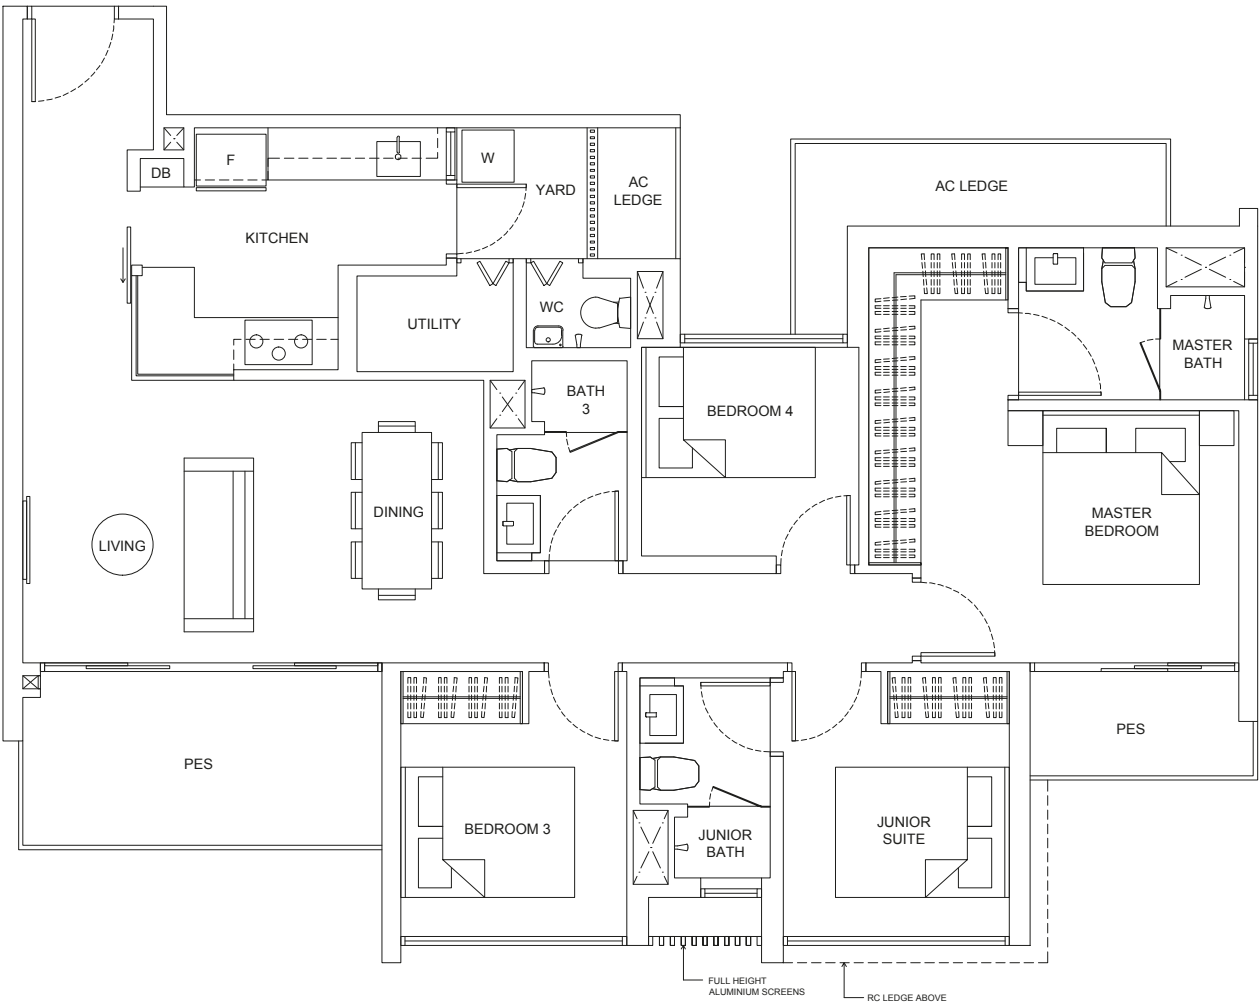 DB
F
W
YARD
AC
LEDGE
KITCHEN
AC LEDGE
UTILITY
WC
MASTER
BATH
BATH
3
BEDROOM 4
DINING
LIVING
MASTER
BEDROOM
PES
BEDROOM 3
JUNIOR
BATH
JUNIOR
SUITE
PES
FULL HEIGHT
ALUMINIUM SCREENS
RC LEDGE ABOVE